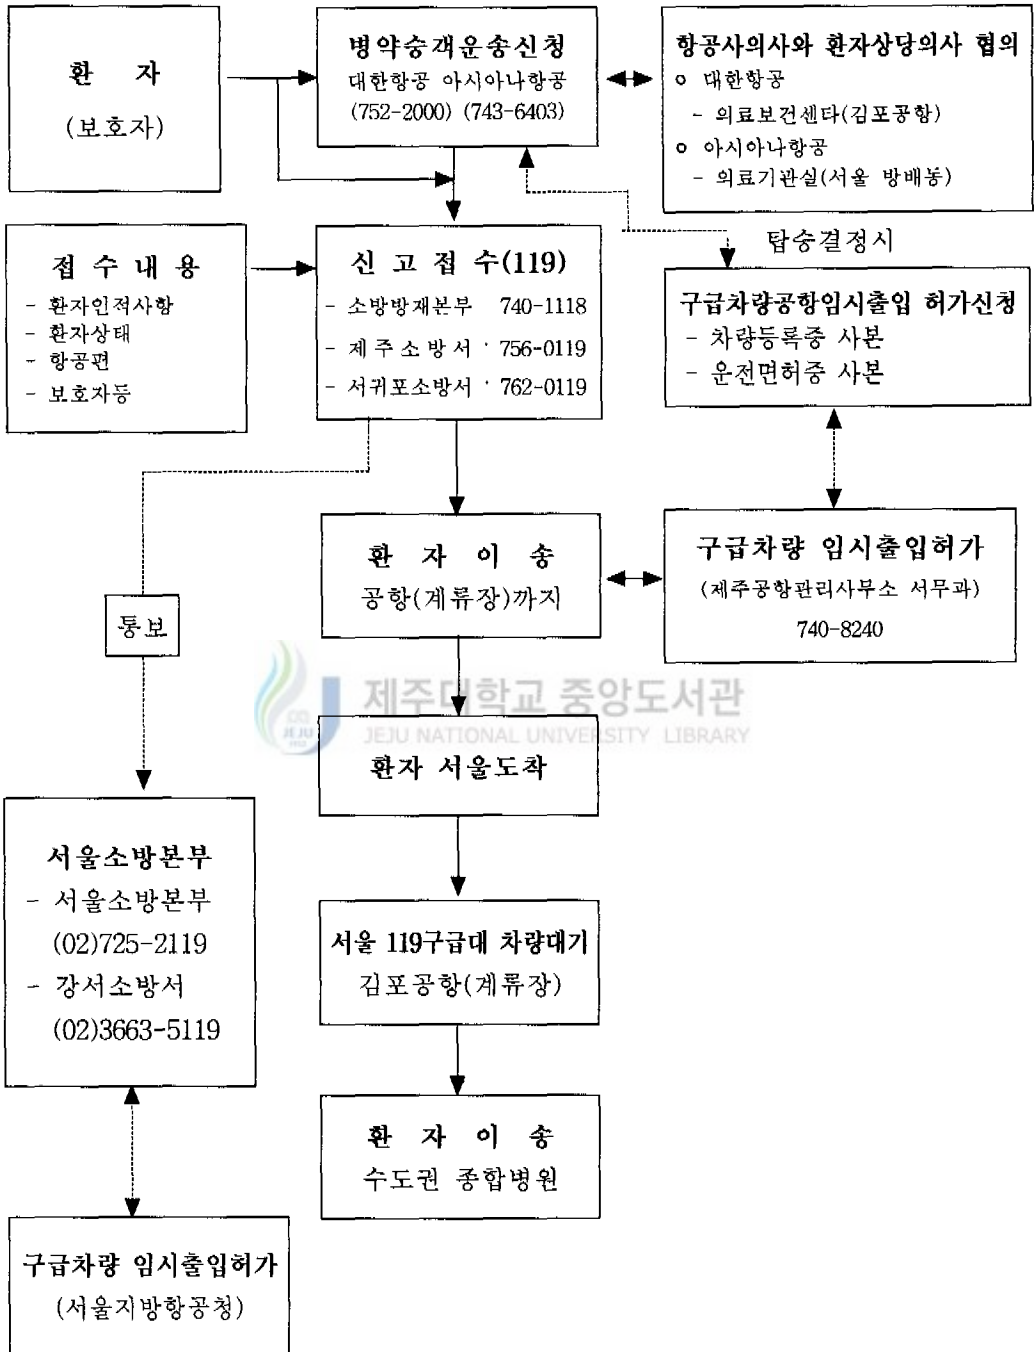 환 자
(보호자)
병약승객운송신청
대한항공 아시아나항공
(752-2000) (743-6403)
항공사의사와 환자상당의사 협의
o 대한항공
- 의료보건센타(김포공항)
o 아시아나항공
- 의료기관실(서울 방배동)
탑승결정시
접 수 내 용
- 환자인적사항
- 환자상태
- 항공편
- 보호자등
신 고 접 수(119)
- 소방방재본부 740-1118
- 제 주 소 방 서 · 756-0119
- 서귀포소방서 · 762-0119
구급차량공항임시출입 허가신청
- 차량등록증 사본
- 운전면허증 사본
환 자 이 송
공항(계류장)까지
구급차량 임시출입허가
(제주공항관리사무소 서무과)
740-8240
통보
제주대학교 중앙도서관
JEJU NATIONAL UNIVERSITY LIBRARY
JEJU
1952
환자 서울도착
서울소방본부
- 서울소방본부
(02)725-2119
- 강서소방서
(02)3663-5119
서울 119구급대 차량대기
김포공항(계류장)
환 자 이 송
수도권 종합병원
구급차량 임시출입허가
(서울지방항공청)